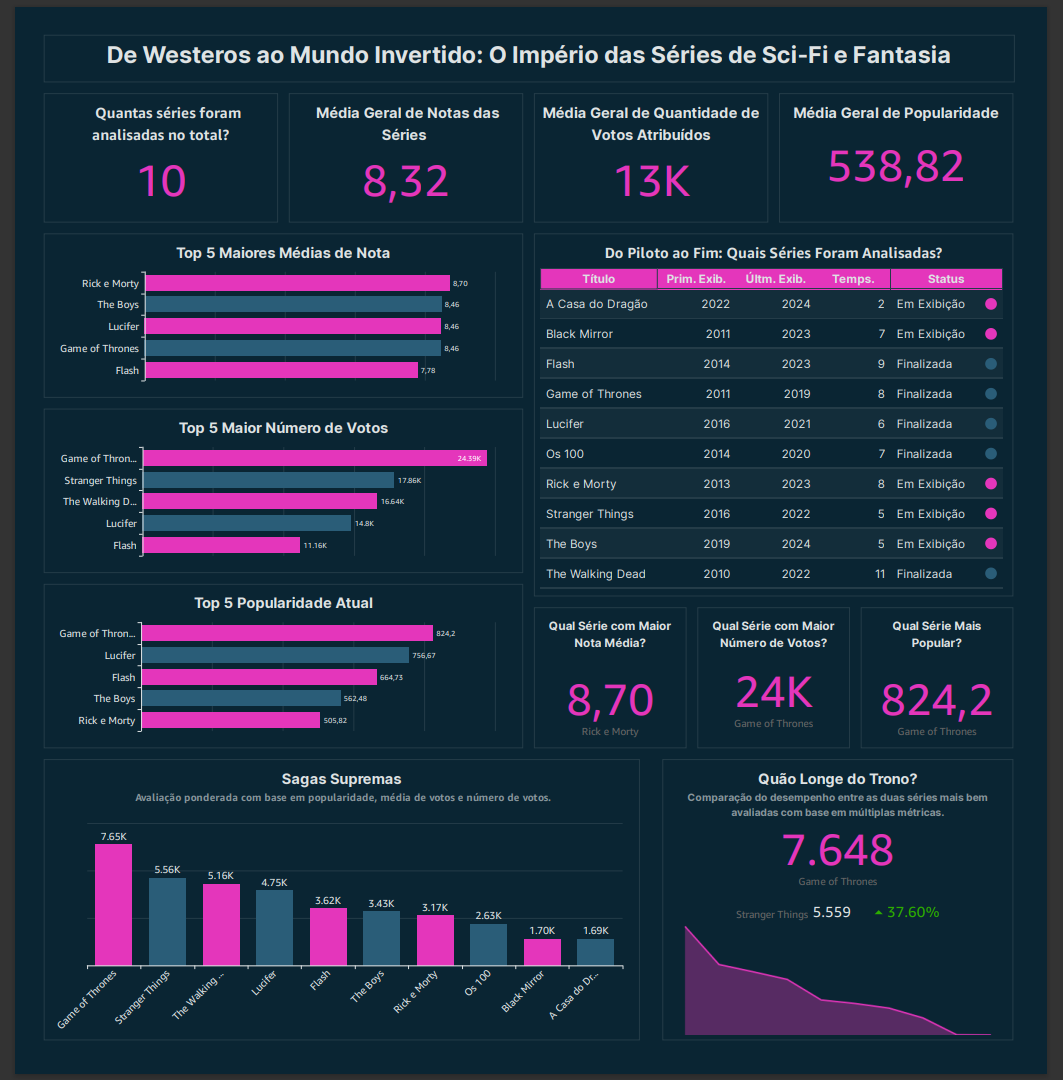 De Westeros ao Mundo Invertido: O Império das Séries de Sci-Fi e Fantasia
Quantas séries foram
analisadas no total?
10
Média Geral de Notas das
Séries
8,32
Média Geral de Quantidade de
Votos Atribuídos
13K
Média Geral de Popularidade
538,82
Top 5 Maiores Médias de Nota
Rick e Morty 8,70
The Boys 8,46
Lucifer 8,46
Game of Thrones 8,46
Flash 7,78
Top 5 Maior Número de Votos
Game of Thron... 24.39K
Stranger Things 17.86K
The Walking D... 16.64K
Lucifer 14.8K
Flash 11.16K
Top 5 Popularidade Atual
Game of Thron... 824,2
Lucifer 756,67
Flash 664,73
The Boys 562,48
Rick e Morty 505,82
Do Piloto ao Fim: Quais Séries Foram Analisadas?
Título Prim. Exib. Últm. Exib. Temps. Status
A Casa do Dragão 2022 2024 2 Em Exibição
Black Mirror 2011 2023 7 Em Exibição
Flash 2014 2023 9 Finalizada
Game of Thrones 2011 2019 8 Finalizada
Lucifer 2016 2021 6 Finalizada
Os 100 2014 2020 7 Finalizada
Rick e Morty 2013 2023 8 Em Exibição
Stranger Things 2016 2022 5 Em Exibição
The Boys 2019 2024 5 Em Exibição
The Walking Dead 2010 2022 11 Finalizada
Qual Série com Maior
Nota Média?
8,70
Rick e Morty
Qual Série com Maior
Número de Votos?
24K
Game of Thrones
Qual Série Mais
Popular?
824,2
Game of Thrones
Sagas Supremas
Avaliação ponderada com base em popularidade, média de votos e número de votos.
7.65K 5.56K 5.16K 4.75K 3.62K 3.43K 3.17K 2.63K 1.70K 1.69K
Game of Thrones Stranger Things The Walking ... Lucifer Flash The Boys Rick e Morty Os 100 Black Mirror A Casa do Dr...
Quão Longe do Trono?
Comparação do desempenho entre as duas séries mais bem
avaliadas com base em múltiplas métricas.
7.648
Game of Thrones
Stranger Things 5.559 37.60%